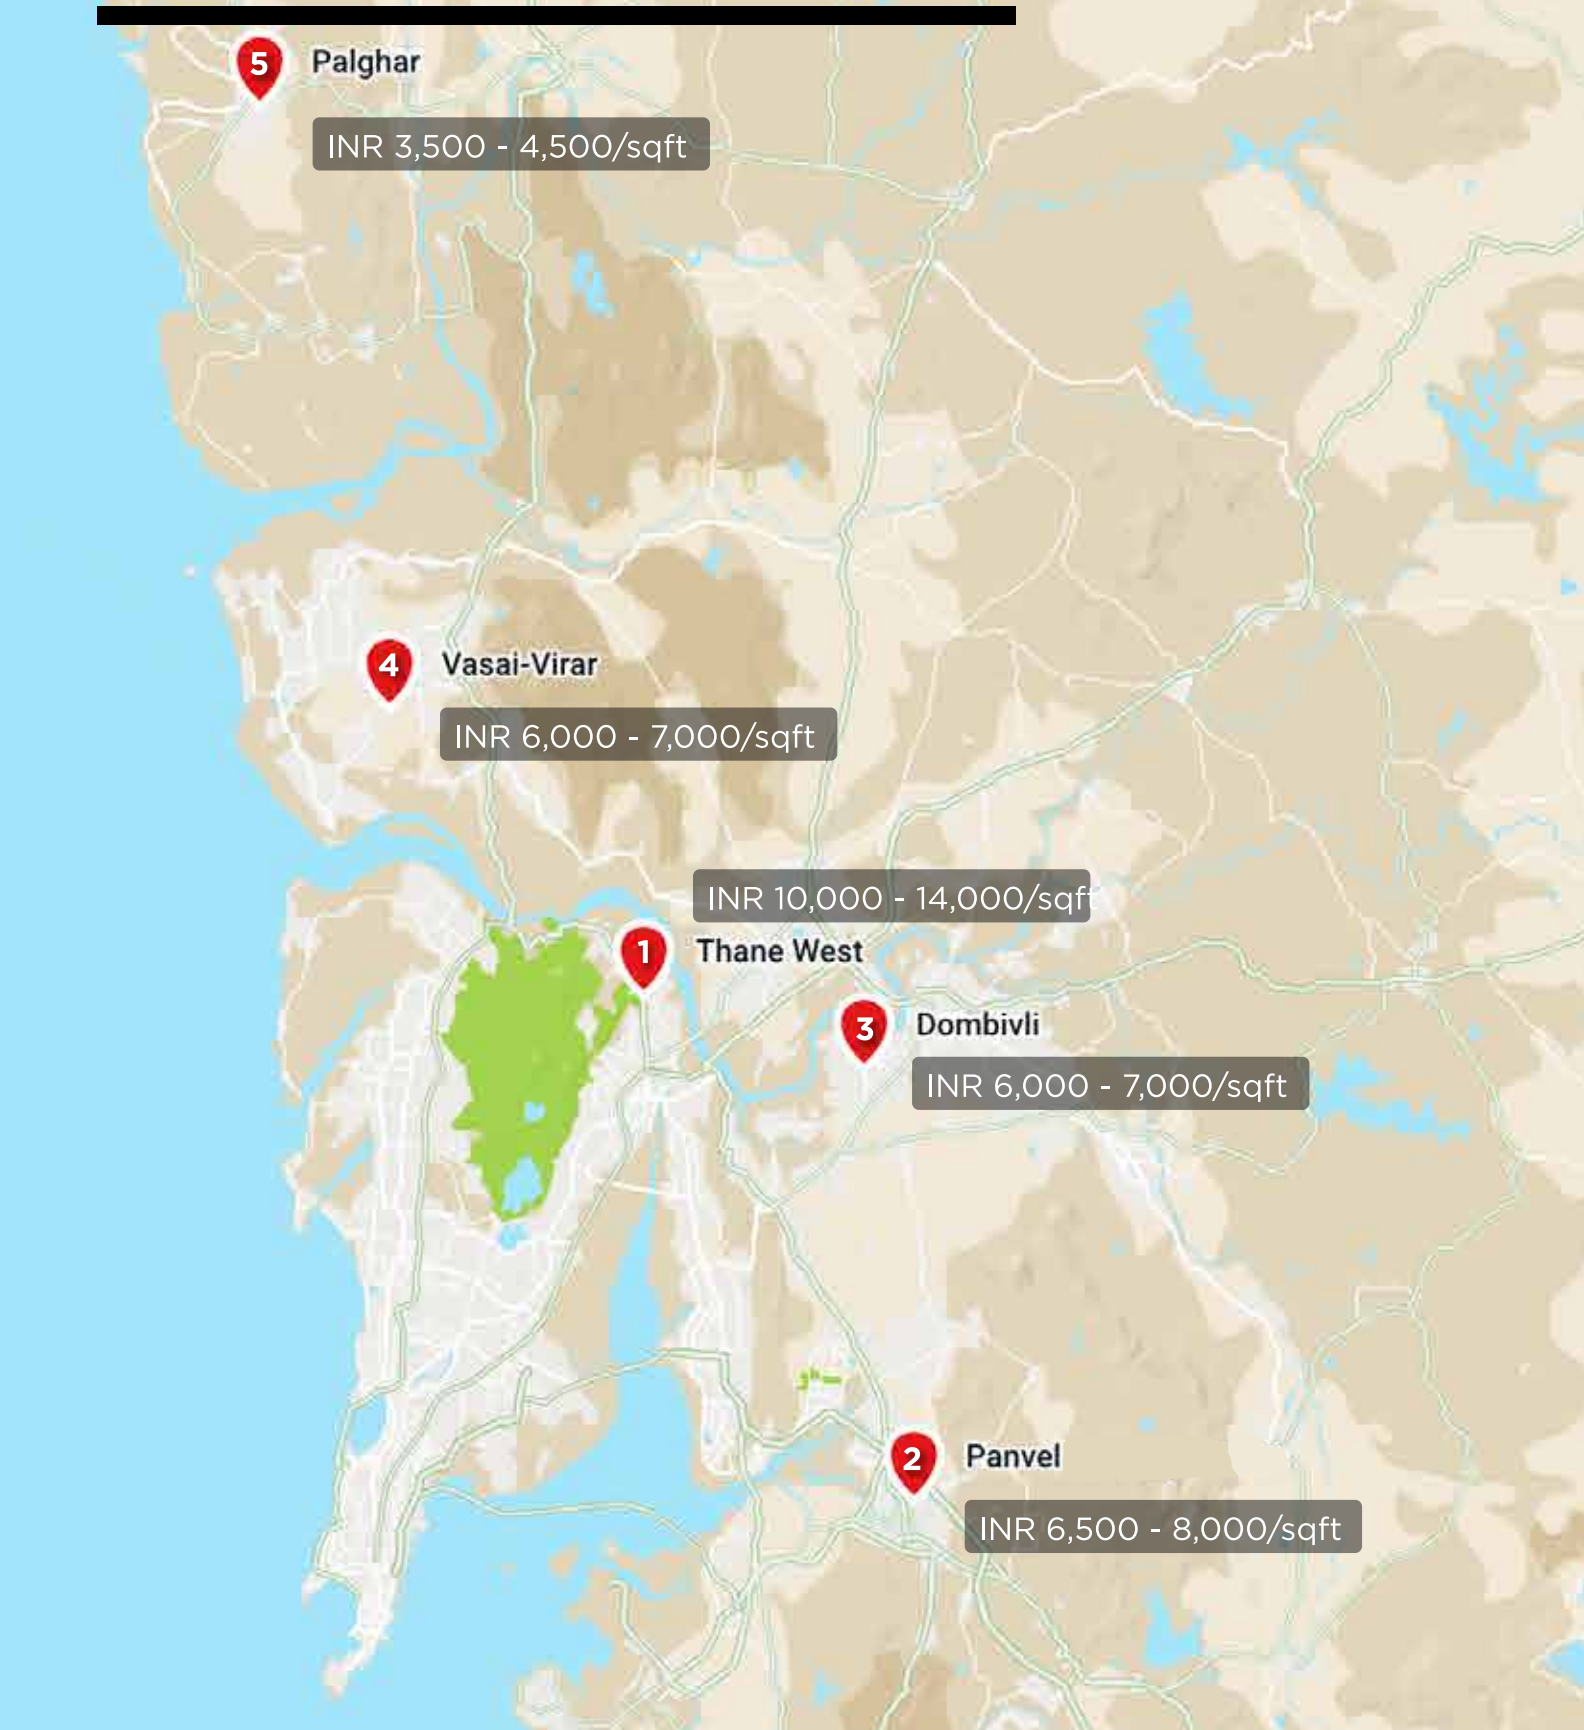 5
Palghar
INR 3,500 - 4,500/sqft
4
Vasai-Virar
INR 6,000 - 7,000/sqft
INR 10,000 - 14,000/sqft
1
Thane West
3
Dombivli
INR 6,000 - 7,000/sqft
2
Panvel
INR 6,500 - 8,000/sqft